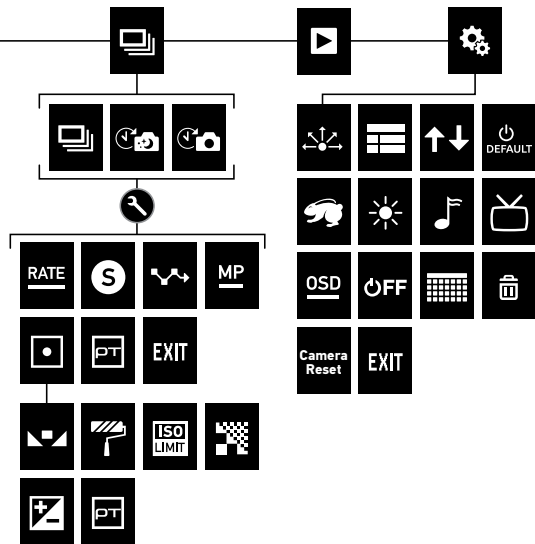 DEFAULT
RATE
S
MP
OSD
OFF
PT
EXIT
Camera
Reset
EXIT
ISO
LIMIT
PT